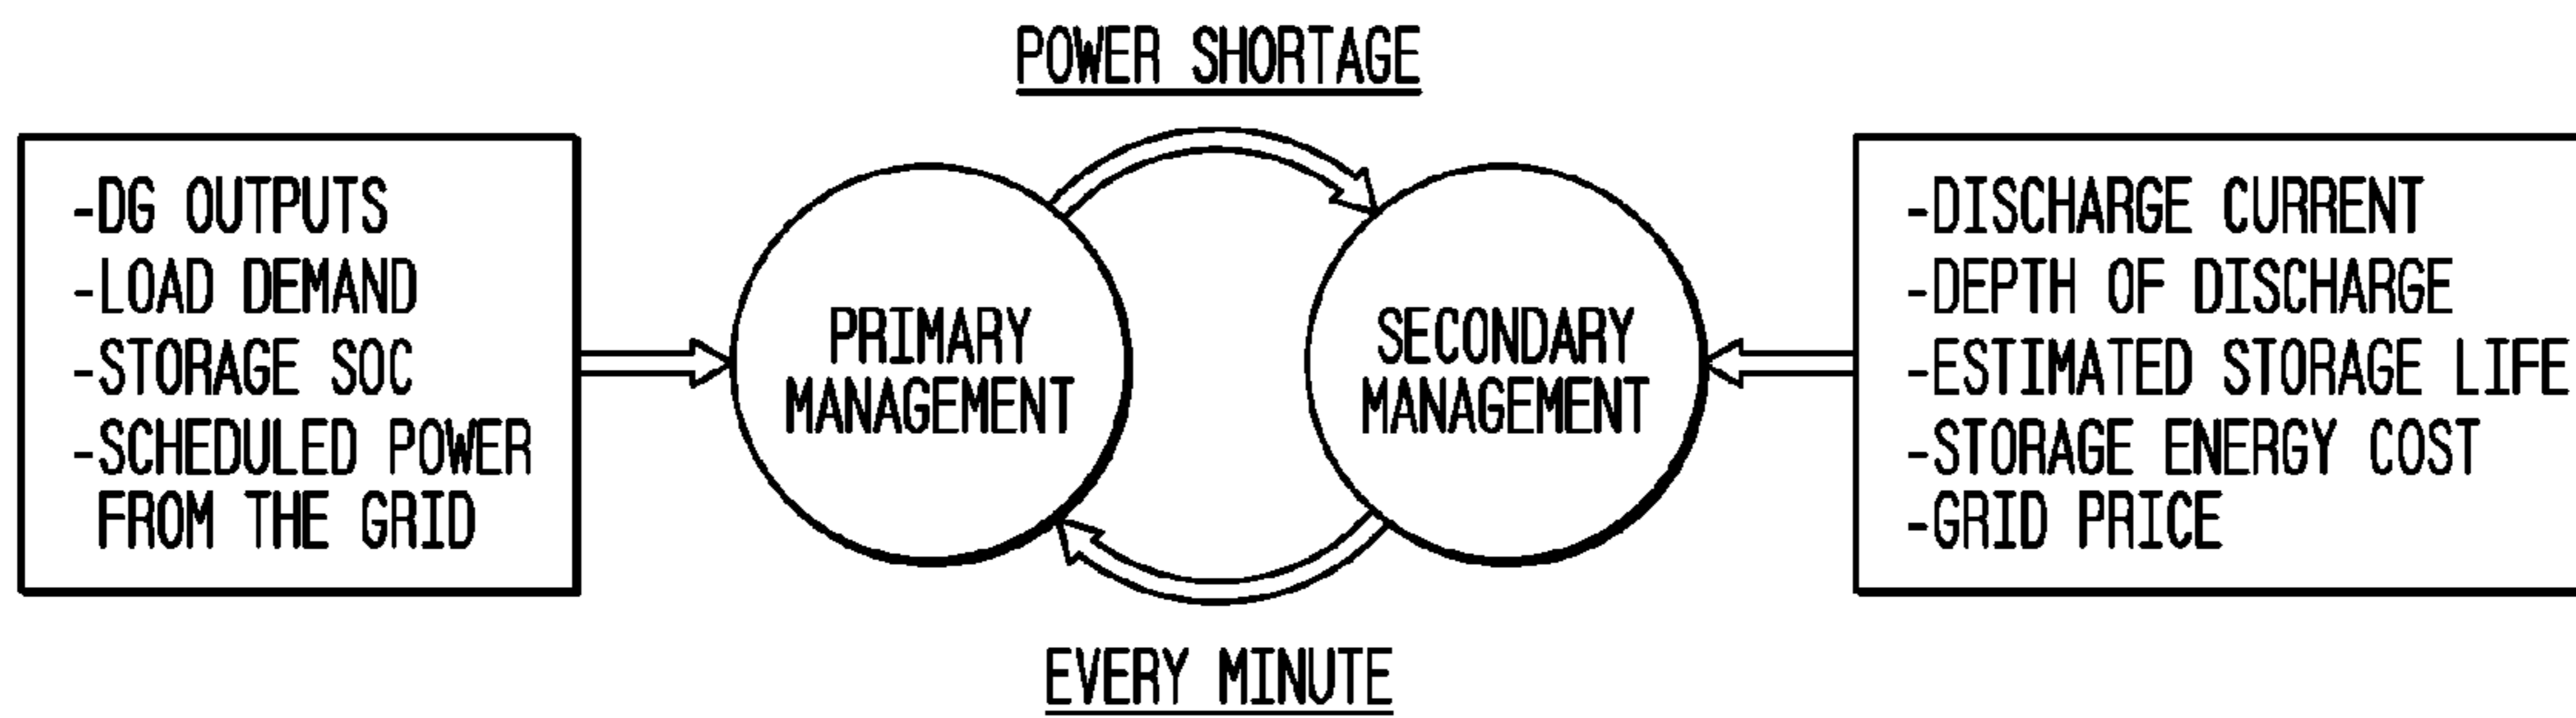 POWER SHORTAGE
-DG OUTPUTS
-LOAD DEMAND
-STORAGE SOC
-SCHEDULED POWER
FROM THE GRID
PRIMARY
MANAGEMENT
SECONDARY
MANAGEMENT
-DISCHARGE CURRENT
-DEPTH OF DISCHARGE
-ESTIMATED STORAGE LIFE
-STORAGE ENERGY COST
-GRID PRICE
EVERY MINUTE